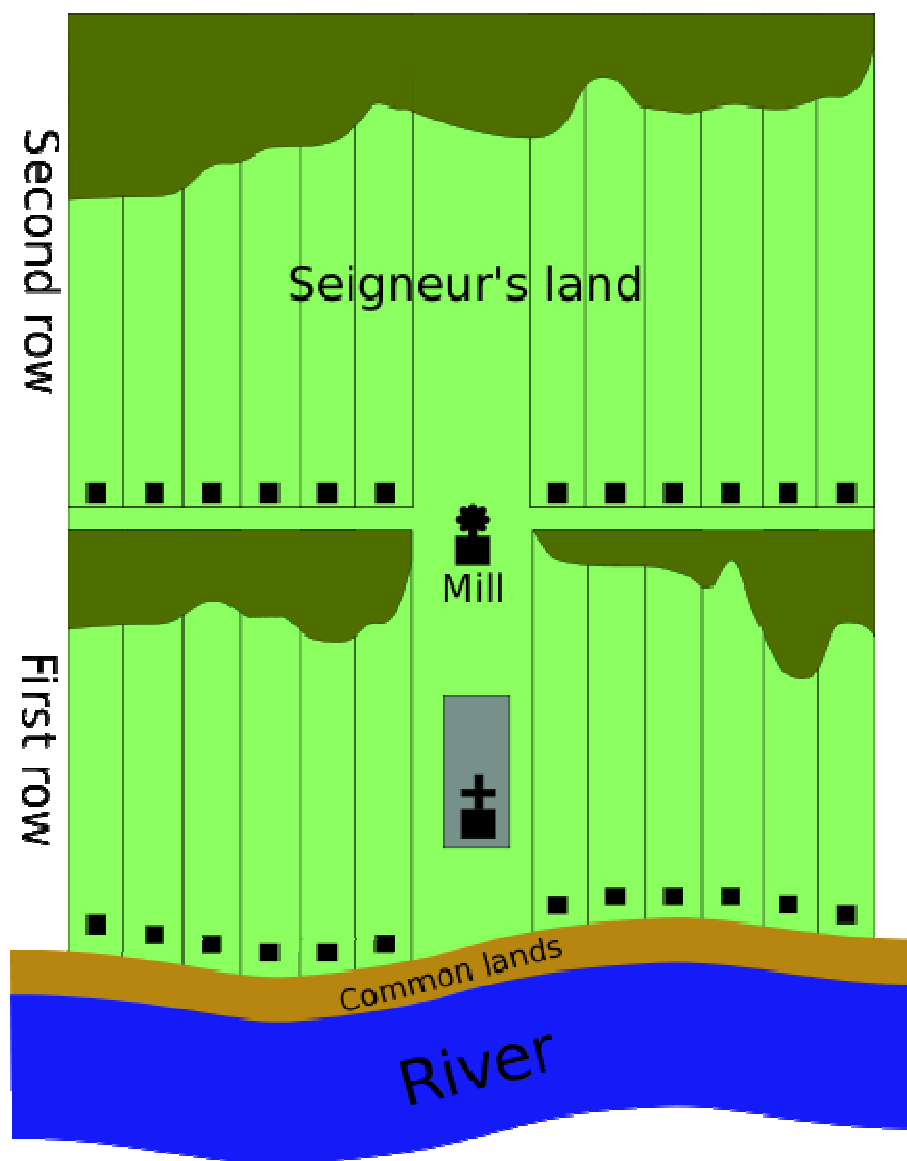 Second row
Seigneur's land
Mill
First row
Common lands
River